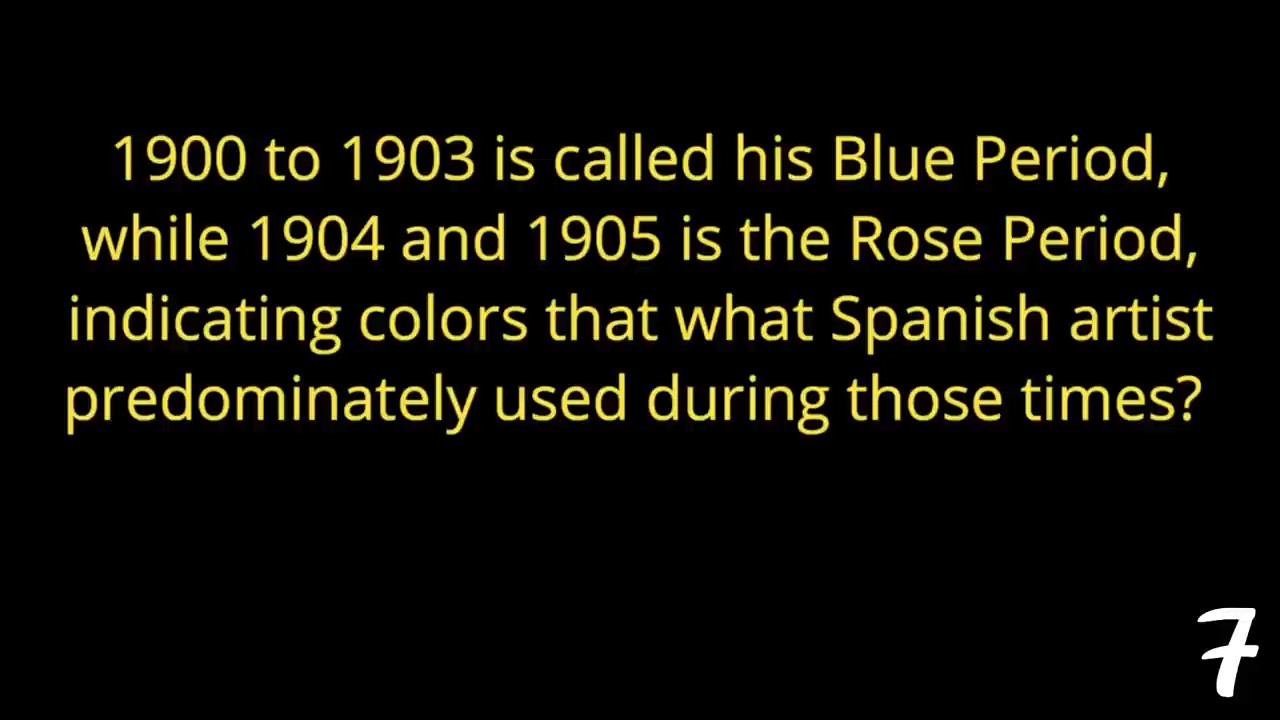 1900 to 1903 is called his Blue Period,
while 1904 and 1905 is the Rose Period,
indicating colors that what Spanish artist
predominately used during those times?
7